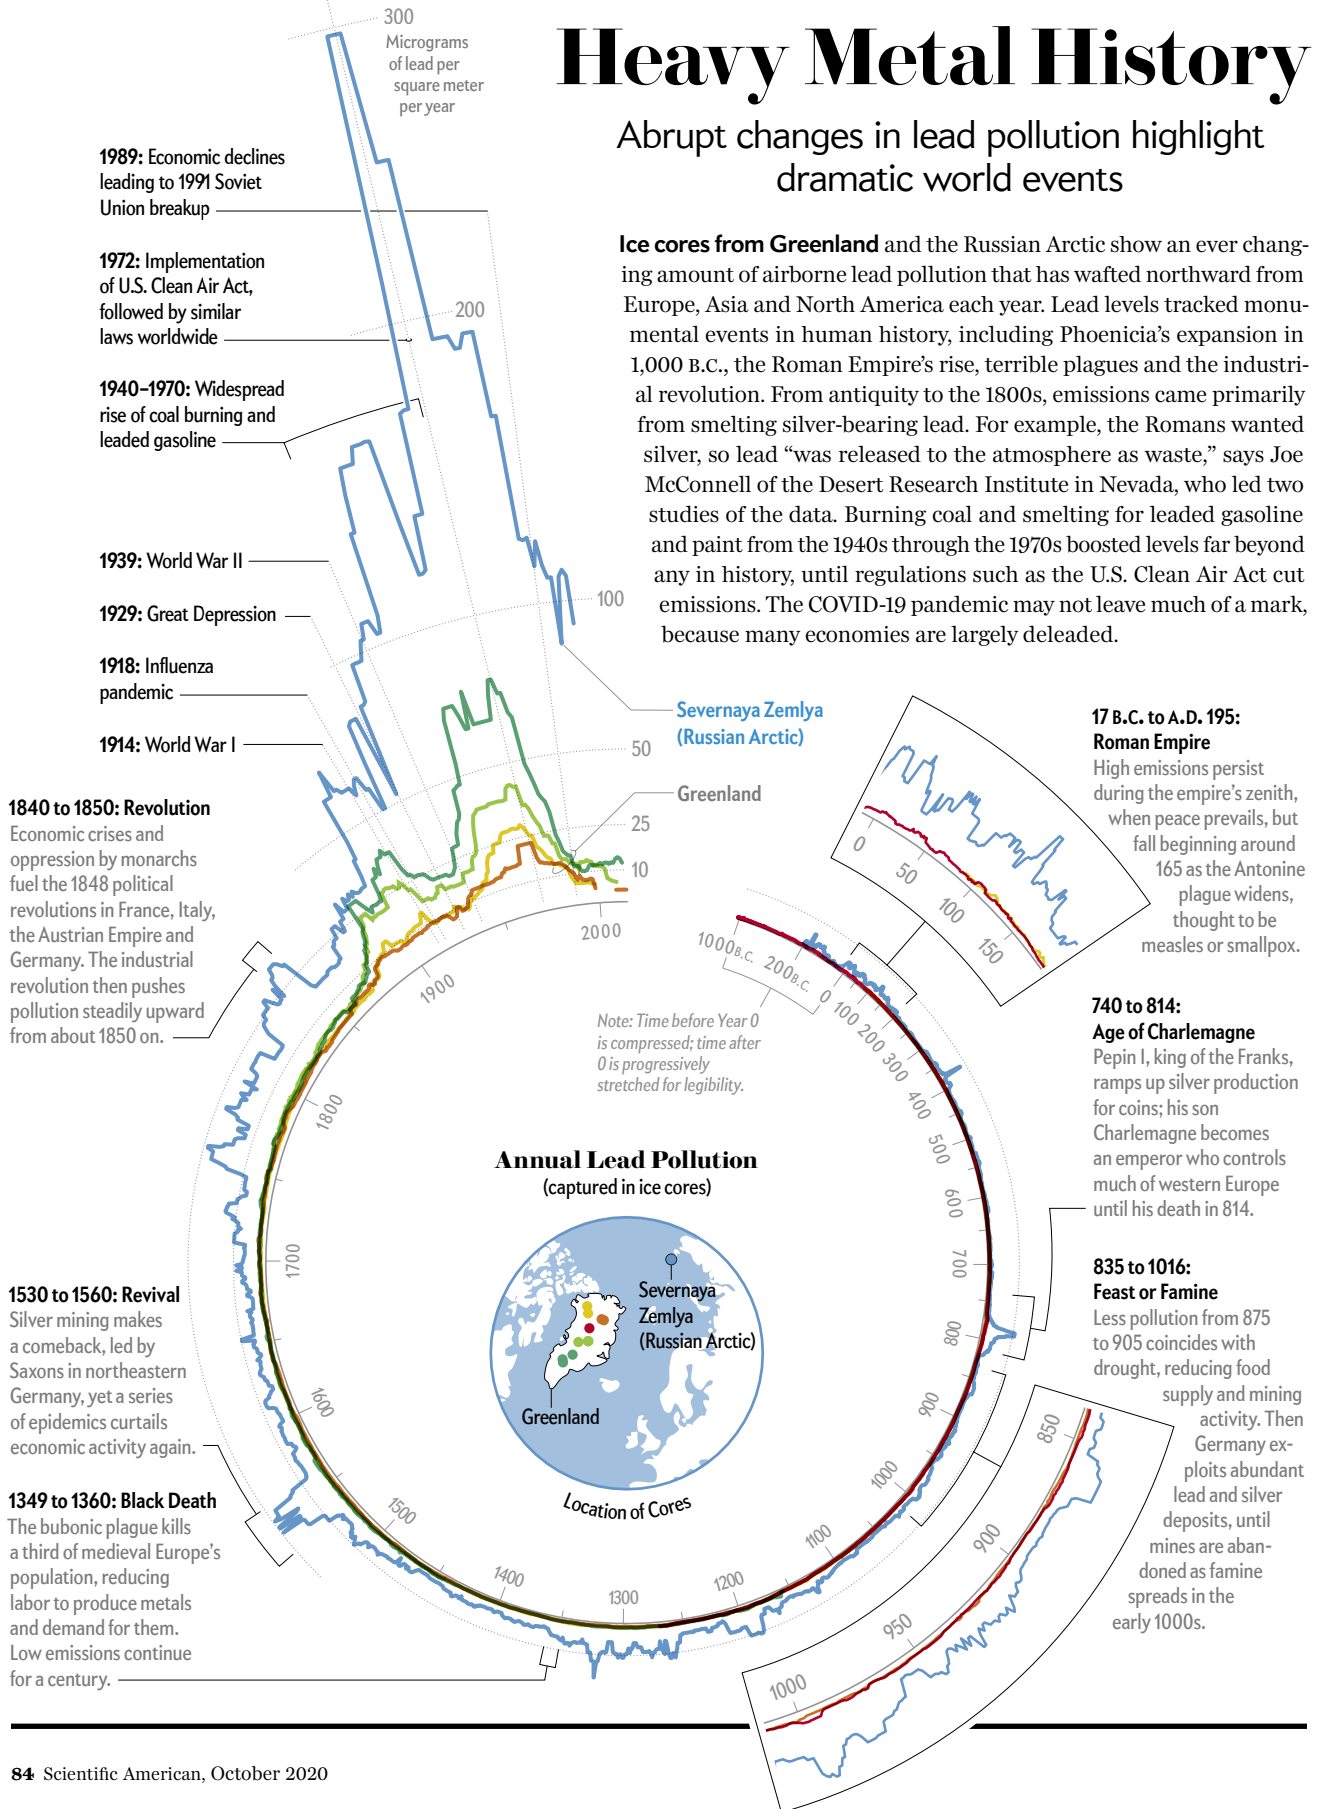 Heavy Metal History
Abrupt changes in lead pollution highlight
dramatic world events
Ice cores from Greenland and the Russian Arctic show an ever chang-
ing amount of airborne lead pollution that has wafted northward from
Europe, Asia and North America each year. Lead levels tracked monu-
mental events in human history, including Phoenicia’s expansion in
1,000 B.C., the Roman Empire’s rise, terrible plagues and the industri-
al revolution. From antiquity to the 1800s, emissions came primarily
from smelting silver-bearing lead. For example, the Romans wanted
silver, so lead “was released to the atmosphere as waste,” says Joe
McConnell of the Desert Research Institute in Nevada, who led two
studies of the data. Burning coal and smelting for leaded gasoline
and paint from the 1940s through the 1970s boosted levels far beyond
any in history, until regulations such as the U.S. Clean Air Act cut
emissions. The COVID-19 pandemic may not leave much of a mark,
because many economies are largely deleaded.
300
Micrograms
of lead per
square meter
per year
200
100
50
25
10
1989: Economic declines
leading to 1991 Soviet
Union breakup
1972: Implementation
of U.S. Clean Air Act,
followed by similar
laws worldwide
1940–1970: Widespread
rise of coal burning and
leaded gasoline
1939: World War II
1929: Great Depression
1918: Influenza
pandemic
1914: World War I
Severnaya Zemlya
(Russian Arctic)
Greenland
1840 to 1850: Revolution
Economic crises and
oppression by monarchs
fuel the 1848 political
revolutions in France, Italy,
the Austrian Empire and
Germany. The industrial
revolution then pushes
pollution steadily upward
from about 1850 on.
1530 to 1560: Revival
Silver mining makes
a comeback, led by
Saxons in northeastern
Germany, yet a series
of epidemics curtails
economic activity again.
1349 to 1360: Black Death
The bubonic plague kills
a third of medieval Europe’s
population, reducing
labor to produce metals
and demand for them.
Low emissions continue
for a century.
17 B.C. to A.D. 195:
Roman Empire
High emissions persist
during the empire’s zenith,
when peace prevails, but
fall beginning around
165 as the Antonine
plague widens,
thought to be
measles or smallpox.
0
50
100
150
740 to 814:
Age of Charlemagne
Pepin I, king of the Franks,
ramps up silver production
for coins; his son
Charlemagne becomes
an emperor who controls
much of western Europe
until his death in 814.
835 to 1016:
Feast or Famine
Less pollution from 875
to 905 coincides with
drought, reducing food
supply and mining
activity. Then
Germany ex-
ploits abundant
lead and silver
deposits, until
mines are aban-
doned as famine
spreads in the
early 1000s.
850
900
950
1000
1000 B.C.
200 B.C.
0
100
200
300
400
500
600
700
800
900
1000
1100
1200
1300
1400
1500
1600
1700
1800
1900
2000
Note: Time before Year 0
is compressed; time after
0 is progressively
stretched for legibility.
Annual Lead Pollution
(captured in ice cores)
Severnaya
Zemlya
(Russian Arctic)
Greenland
Location of Cores
84 Scientific American, October 2020